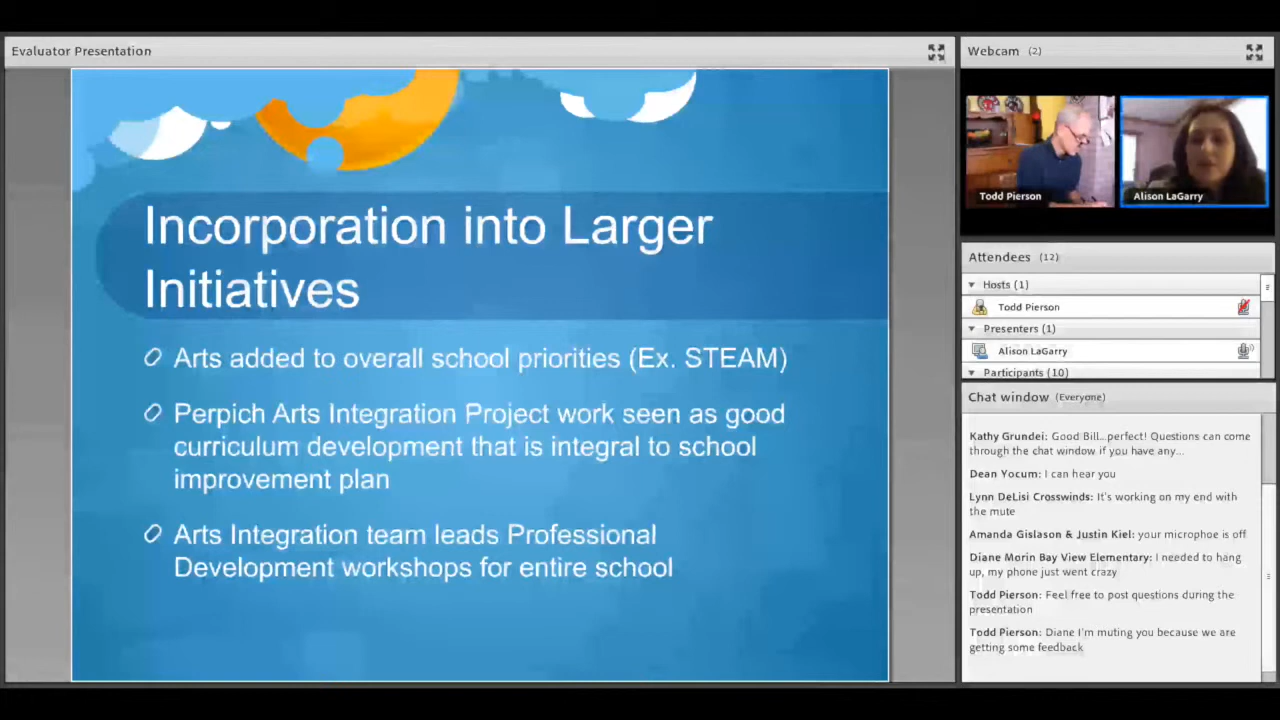 Evaluator Presentation
Incorporation into Larger
Initiatives
Arts added to overall school priorities (Ex. STEAM)
Perpich Arts Integration Project work seen as good
curriculum development that is integral to school
improvement plan
Arts Integration team leads Professional
Development workshops for entire school
Webcam (2)
Todd Pierson
Alison LaGarry
Attendees (12)
Hosts (1)
Todd Pierson
Presenters (1)
Alison LaGarry
Participants (10)
Chat window (Everyone)
Kathy Grundei: Good Bill...perfect! Questions can come
through the chat window if you have any...
Dean Yocum: I can hear you
Lynn DeLisi Crosswinds: It's working on my end with
the mute
Amanda Gislason & Justin Kiel: your microphoe is off
Diane Morin Bay View Elementary: I needed to hang
up, my phone just went crazy
Todd Pierson: Feel free to post questions during the
presentation
Todd Pierson: Diane I'm muting you because we are
getting some feedback